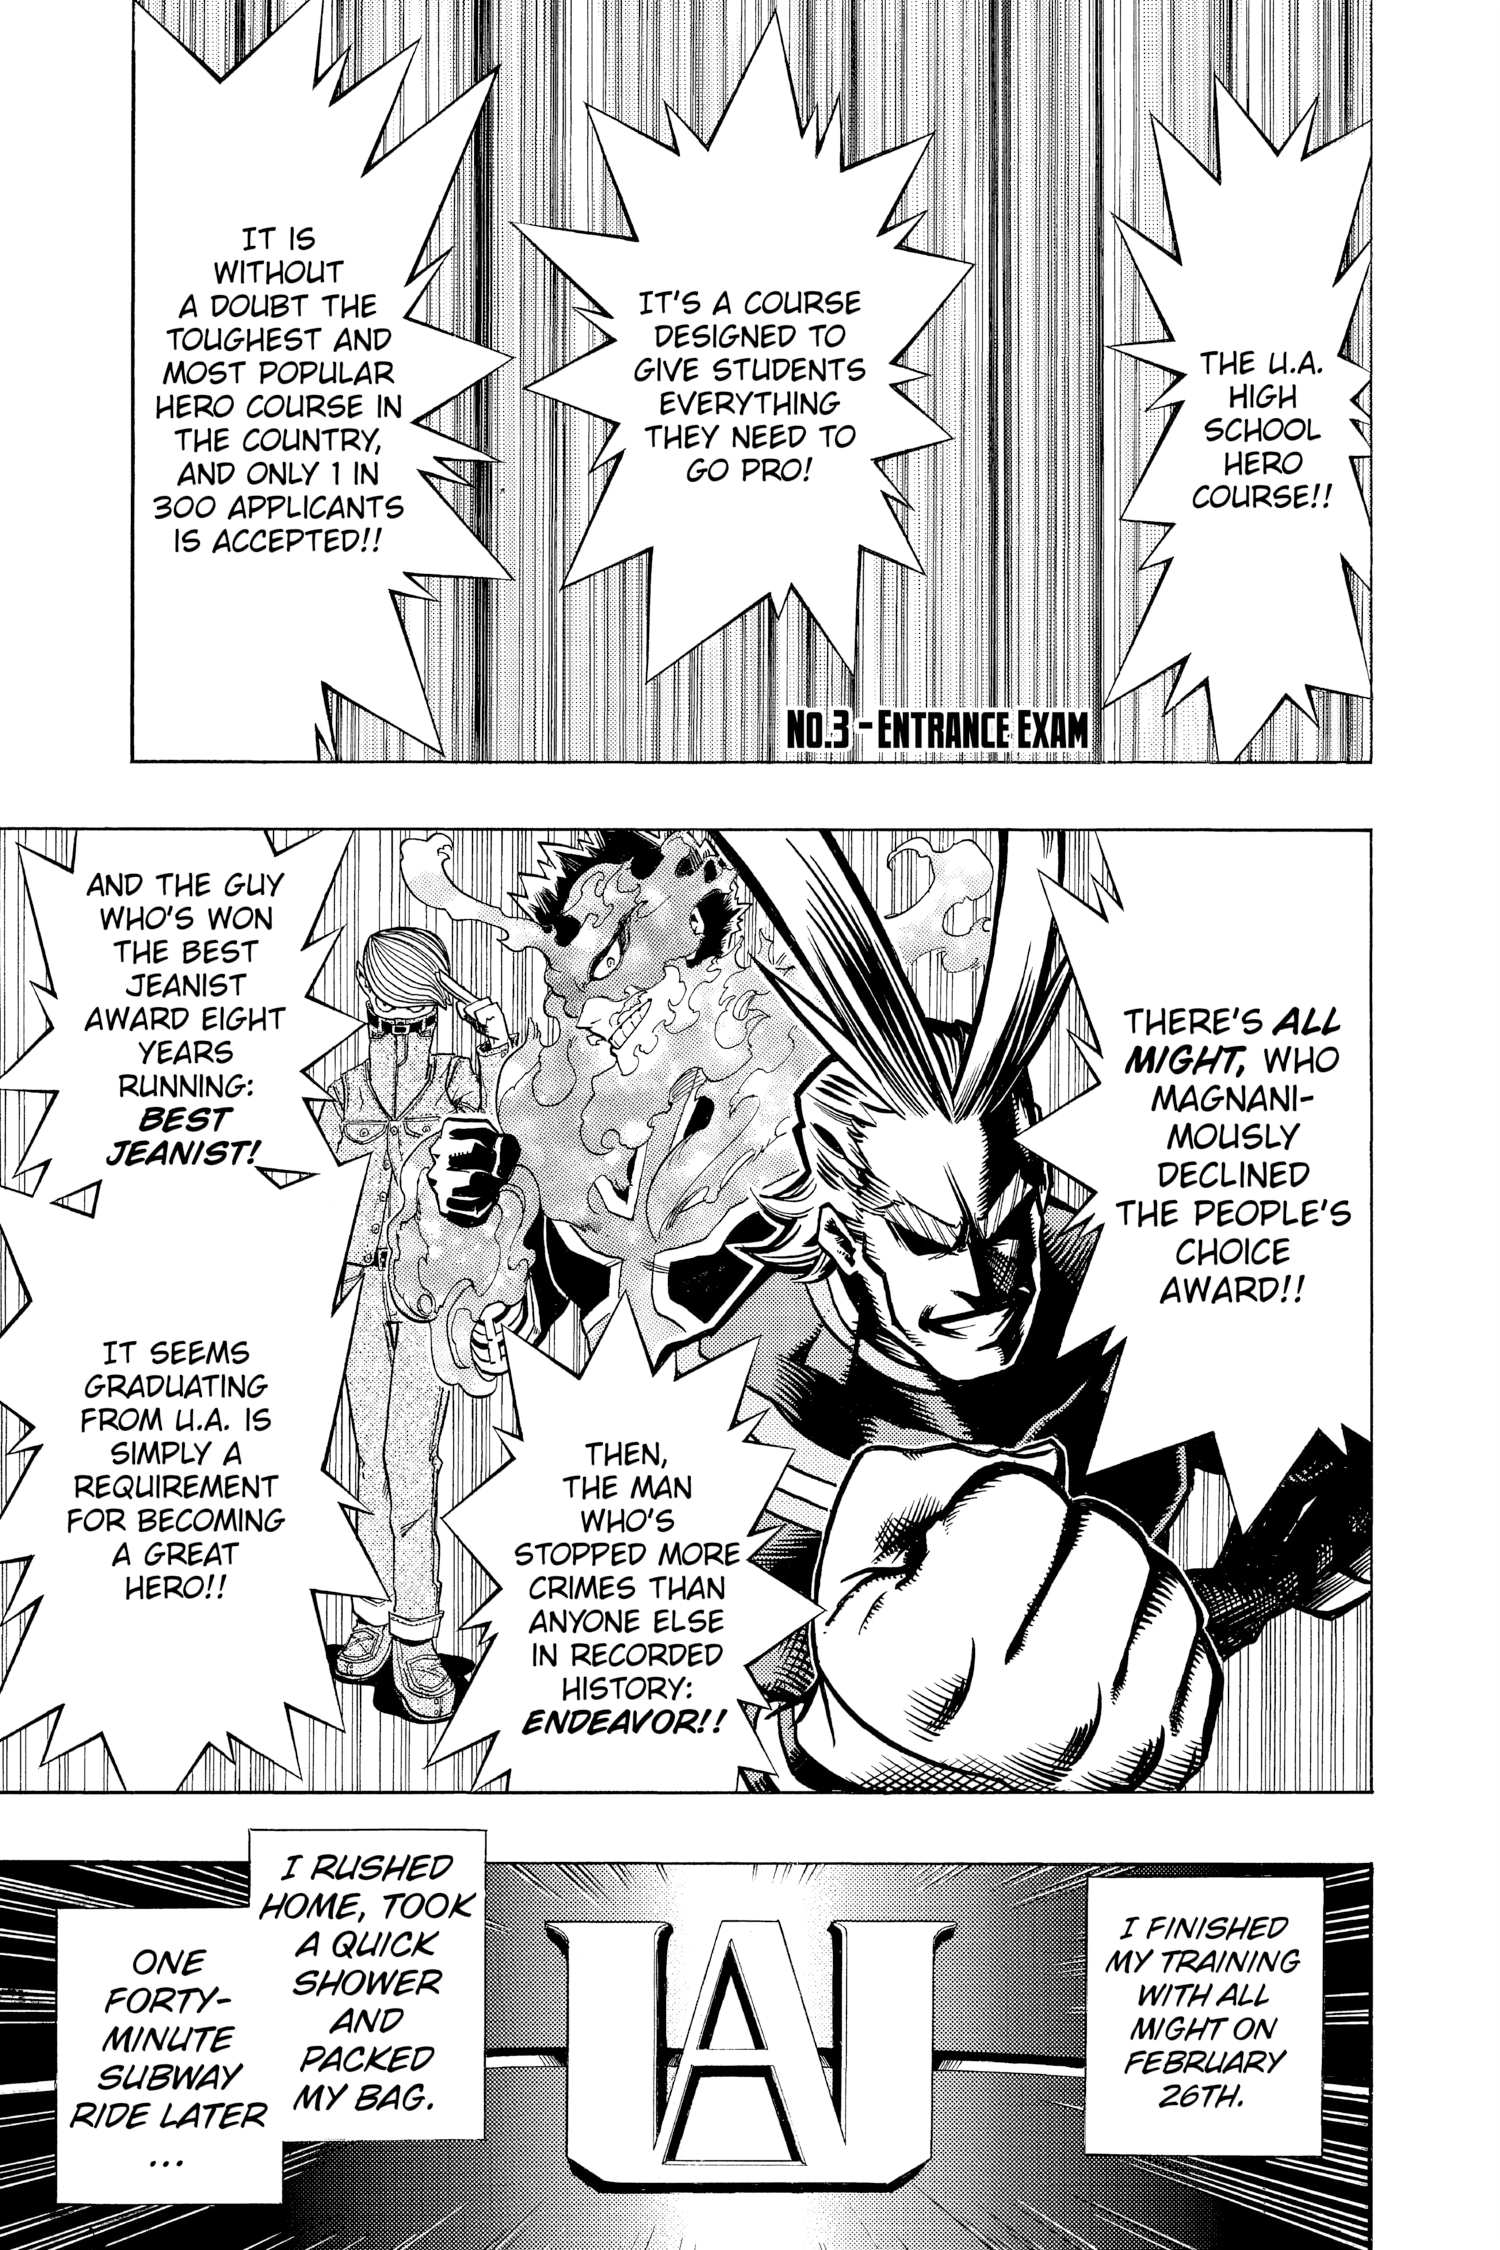 THE U.A.
HIGH
SCHOOL
HERO
COURSE!!
IT'S A COURSE
DESIGNED TO
GIVE STUDENTS
EVERYTHING
THEY NEED TO
GO PRO!
IT IS
WITHOUT
A DOUBT THE
TOUGHEST AND
MOST POPULAR
HERO COURSE IN
THE COUNTRY,
AND ONLY 1 IN
300 APPLICANTS
IS ACCEPTED!!
NO.3 - ENTRANCE EXAM
THERE'S ALL
MIGHT, WHO
MAGNANI-
MOUSLY
DECLINED
THE PEOPLE'S
CHOICE
AWARD!!
THEN,
THE MAN
WHO'S
STOPPED MORE
CRIMES THAN
ANYONE ELSE
IN RECORDED
HISTORY:
ENDEAVOR!!
AND THE GUY
WHO'S WON
THE BEST
JEANIST
AWARD EIGHT
YEARS
RUNNING:
BEST
JEANIST!
IT SEEMS
GRADUATING
FROM U.A. IS
SIMPLY A
REQUIREMENT
FOR BECOMING
A GREAT
HERO!!
I FINISHED
MY TRAINING
WITH ALL
MIGHT ON
FEBRUARY
26TH.
UA
I RUSHED
HOME, TOOK
A QUICK
SHOWER
AND
PACKED
MY BAG.
ONE
FORTY-
MINUTE
SUBWAY
RIDE LATER
...